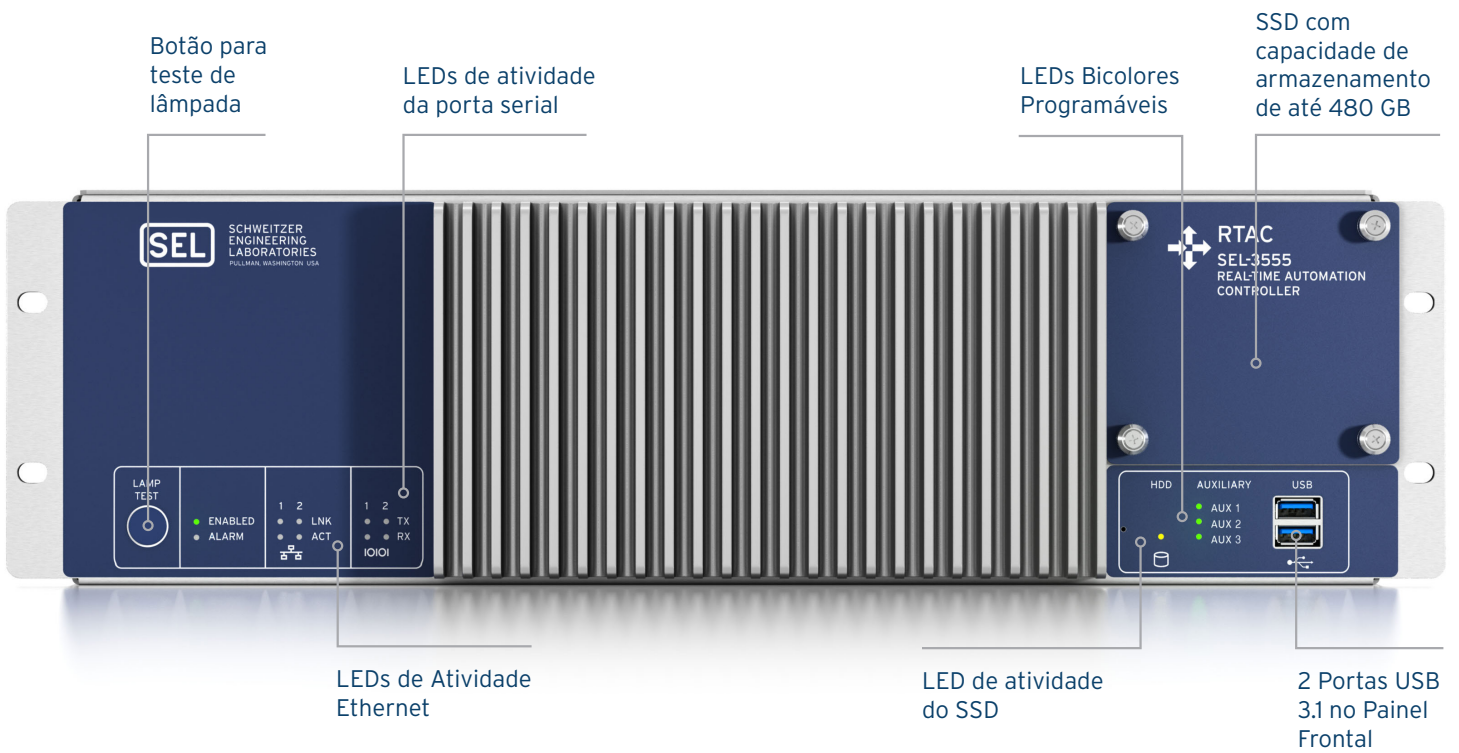 Botão para
teste de
lâmpada
LEDs de atividade
da porta serial
LEDs Bicolores
Programáveis
SSD com
capacidade de
armazenamento
de até 480 GB
SEL
SCHWEITZER
ENGINEERING
LABORATORIES
PULLMAN, WASHINGTON USA
RTAC
SEL-3555
REAL-TIME AUTOMATION
CONTROLLER
LAMP
TEST
ENABLED
ALARM
1 2
LNK
ACT
1 2
TX
RX
IOIOI
HDD
AUXILIARY
AUX 1
AUX 2
AUX 3
USB
LEDs de Atividade
Ethernet
LED de atividade
do SSD
2 Portas USB
3.1 no Painel
Frontal